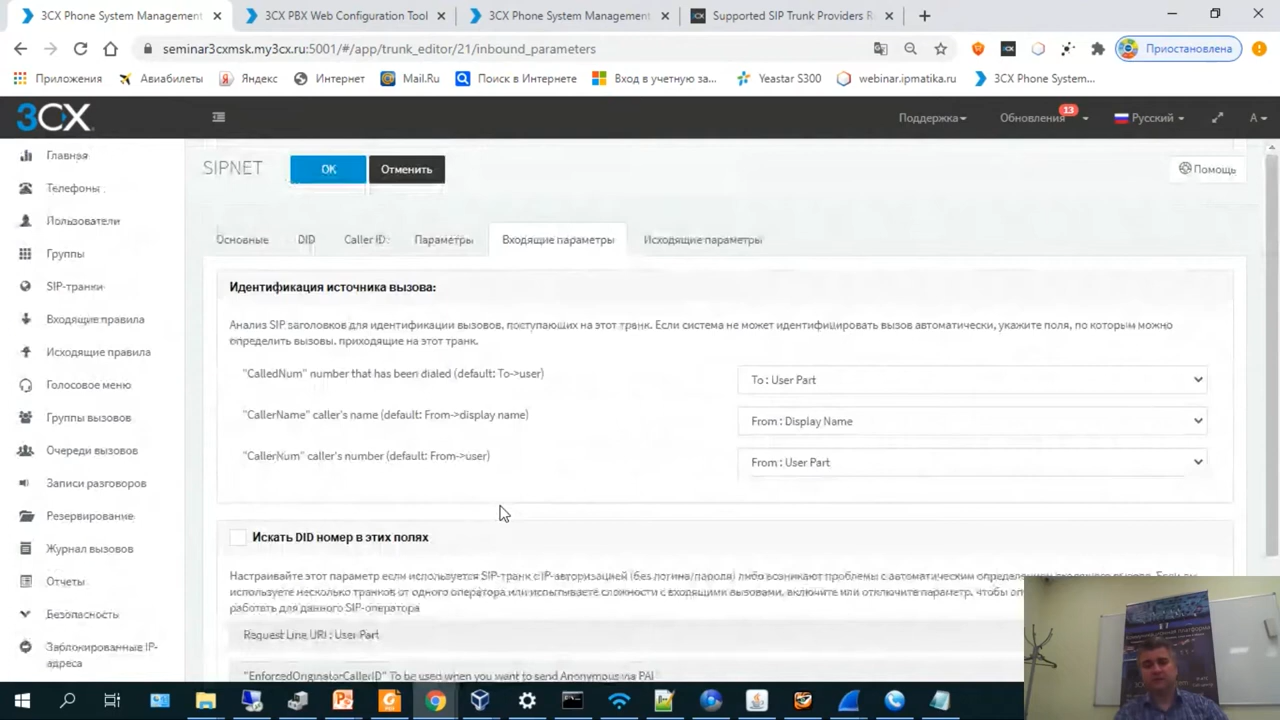 3CX Phone System Management
3CX PBX Web Configuration Tool
3CX Phone System Management
Supported SIP Trunk Providers R
seminar3cxmsk.my3cx.ru:5001/#/app/trunk_editor/21/inbound_parameters
Приостановлена
Приложения
Авиабилеты
Яндекс
Интернет
Mail.Ru
Поиск в Интернете
Вход в учетную за...
Yeastar S300
webinar.ipmatika.ru
3CX Phone System...
3CX
Поддержка
Обновления
13
Русский
A
Главная
Телефоны
Пользователи
Группы
SIP-транки
Входящие правила
Исходящие правила
Голосовое меню
Группы вызовов
Очереди вызовов
Записи разговоров
Резервирование
Журнал вызовов
Отчеты
Безопасность
Заблокированные IP-
адреса
SIPNET
OK
Отменить
Помощь
Основные
DID
Caller ID:
Параметры
Входящие параметры
Исходящие параметры
Идентификация источника вызова:
Анализ SIP заголовков для идентификации вызовов, поступающих на этот транк. Если система не может идентифицировать вызов автоматически, укажите поля, по которым можно
определить вызовы, приходящие на этот транк.
"CalledNum" number that has been dialed (default: To->user)
To : User Part
"CallerName" caller's name (default: From->display name)
From : Display Name
"CallerNum" caller's number (default: From->user)
From : User Part
Искать DID номер в этих полях
Настраивайте этот параметр если используется SIP-транк с IP-авторизацией (без логина/пароля) либо возникают проблемы с автоматическим определением
используете несколько транков от одного оператора или испытываете сложности с входящими вызовами, включите или отключите параметр, чтобы
работать для данного SIP-оператора
Request Line URI : User Part
"EnforcedOriginatorCallerID" To be used when you want to send Anonymous via PAI